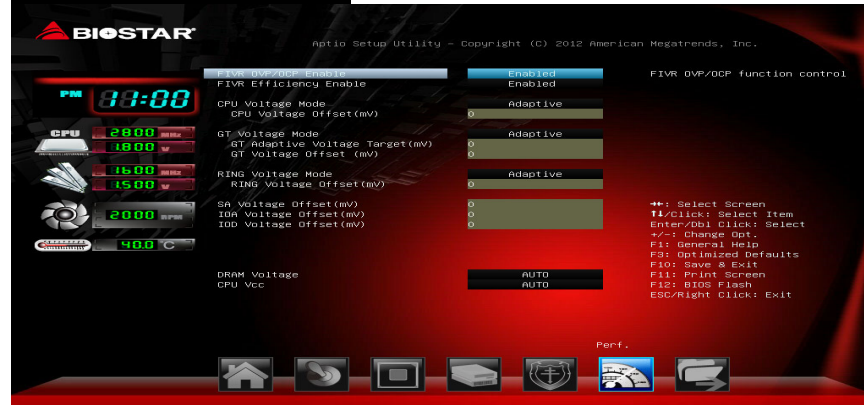 BIOSTAR
Aptio Setup Utility - Copyright (C) 2012 American Megatrends, Inc.
PM 11:00
CPU 2800 MHz
1.800 V
1600 MHz
1.500 V
2000 RPM
40.0 °C
FIVR OVP/OCP Enable Enabled
FIVR Efficiency Enable Enabled
CPU Voltage Mode Adaptive
CPU Voltage Offset(mV) 0
GT Voltage Mode Adaptive
GT Adaptive Voltage Target(mV) 0
GT Voltage Offset (mV) 0
RING Voltage Mode Adaptive
RING Voltage Offset(mV) 0
SA Voltage Offset(mV) 0
IOA Voltage Offset(mV) 0
IOD Voltage Offset(mV) 0
DRAM Voltage AUTO
CPU Vcc AUTO
FIVR OVP/OCP function control
→←: Select Screen
↑↓/Click: Select Item
Enter/Dbl Click: Select
+/-: Change Opt.
F1: General Help
F3: Optimized Defaults
F10: Save & Exit
F11: Print Screen
F12: BIOS Flash
ESC/Right Click: Exit
Perf.